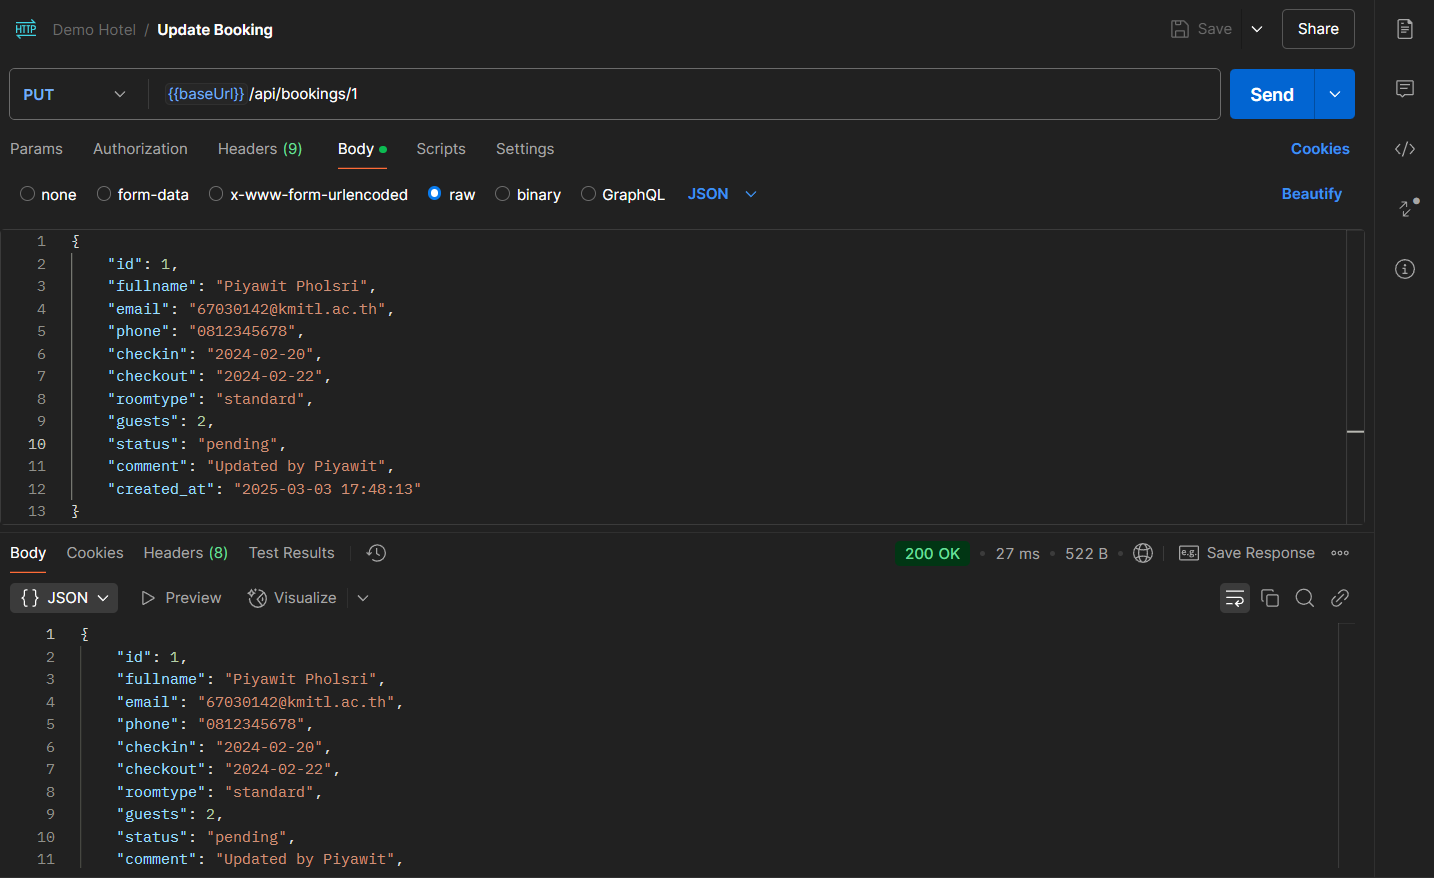 HTTP Demo Hotel / Update Booking Save Share
PUT {{baseUrl}} /api/bookings/1 Send
Params Authorization Headers (9) Body Scripts Settings Cookies
none form-data x-www-form-urlencoded raw binary GraphQL JSON Beautify
1 {
2 "id": 1,
3 "fullname": "Piyawit Pholsri",
4 "email": "67030142@kmitl.ac.th",
5 "phone": "0812345678",
6 "checkin": "2024-02-20",
7 "checkout": "2024-02-22",
8 "roomtype": "standard",
9 "guests": 2,
10 "status": "pending",
11 "comment": "Updated by Piyawit",
12 "created_at": "2025-03-03 17:48:13"
13 }
Body Cookies Headers (8) Test Results 200 OK • 27 ms • 522 B • e.g. Save Response
{} JSON Preview Visualize
1 {
2 "id": 1,
3 "fullname": "Piyawit Pholsri",
4 "email": "67030142@kmitl.ac.th",
5 "phone": "0812345678",
6 "checkin": "2024-02-20",
7 "checkout": "2024-02-22",
8 "roomtype": "standard",
9 "guests": 2,
10 "status": "pending",
11 "comment": "Updated by Piyawit",